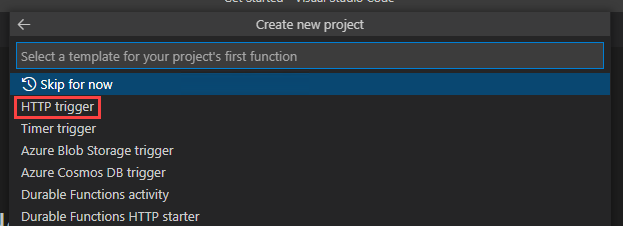 Get Started - Visual Studio Code
Create new project
Select a template for your project's first function
Skip for now
HTTP trigger
Timer trigger
Azure Blob Storage trigger
Azure Cosmos DB trigger
Durable Functions activity
Durable Functions HTTP starter